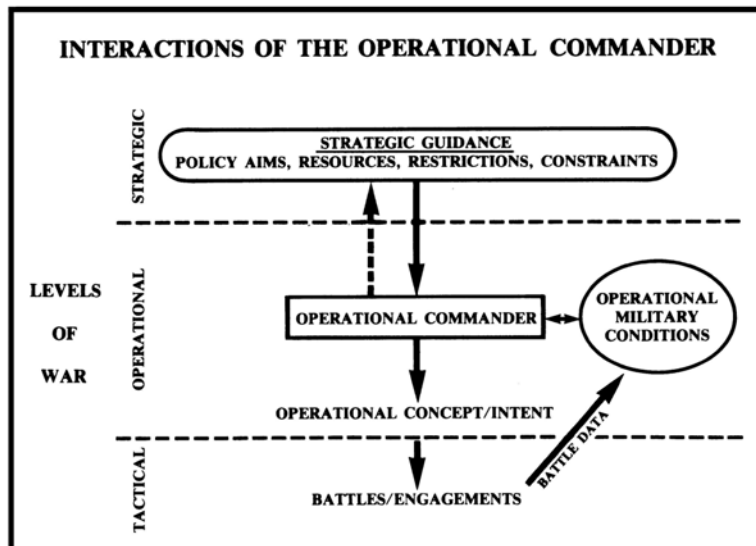 INTERACTIONS OF THE OPERATIONAL COMMANDER
STRATEGIC
STRATEGIC GUIDANCE
POLICY AIMS, RESOURCES, RESTRICTIONS, CONSTRAINTS
LEVELS
OF
WAR
OPERATIONAL
OPERATIONAL COMMANDER
OPERATIONAL
MILITARY
CONDITIONS
OPERATIONAL CONCEPT/INTENT
TACTICAL
BATTLES/ENGAGEMENTS
BATTLE DATA